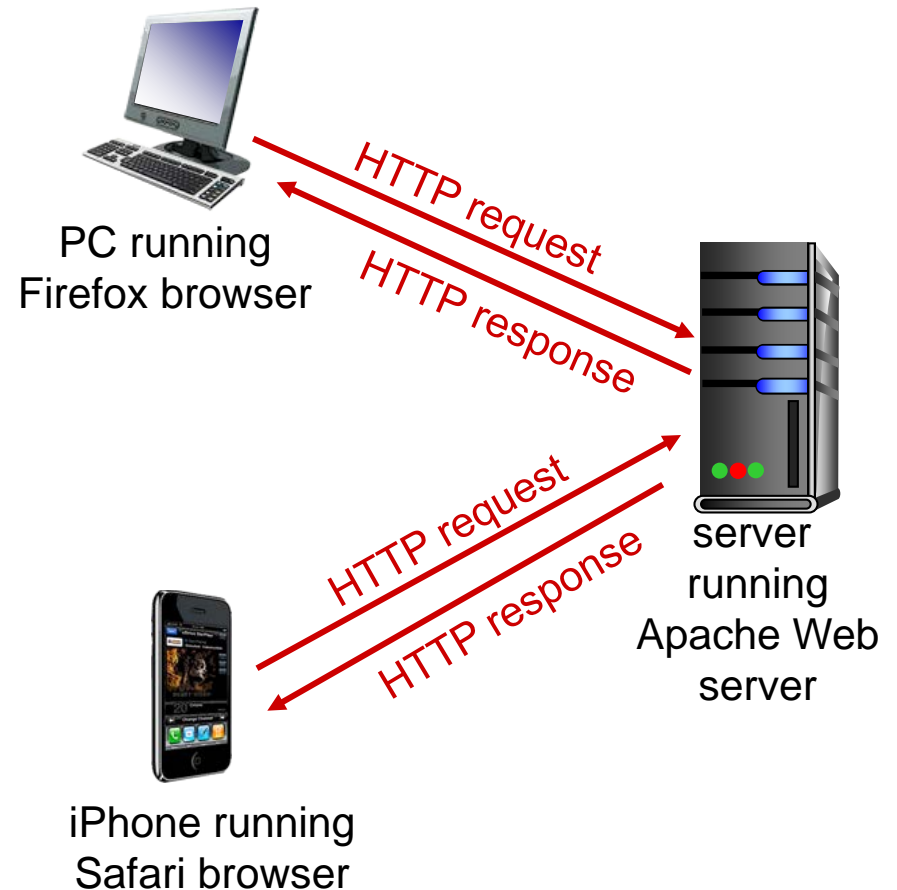 HTTP request
HTTP response
PC running
Firefox browser
HTTP request
HTTP response
server
running
Apache Web
server
iPhone running
Safari browser